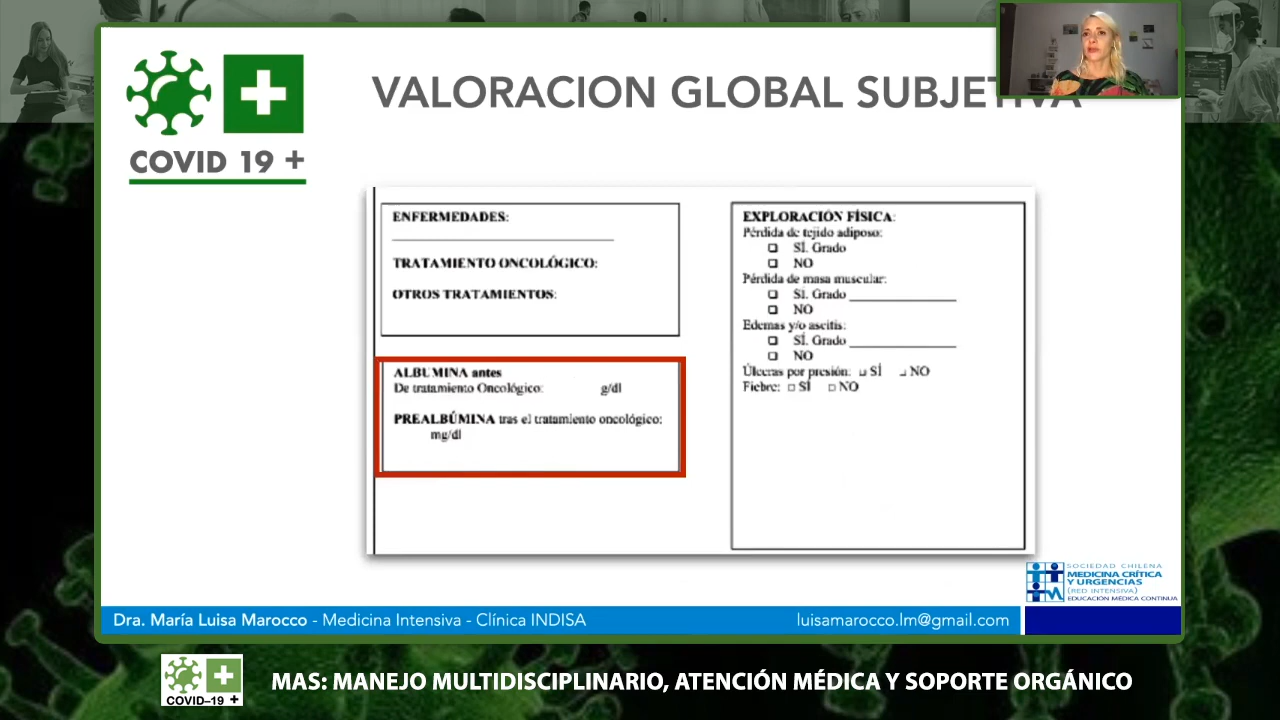 VALORACION GLOBAL SUBJETIVA
COVID 19 +
ENFERMEDADES:
TRATAMIENTO ONCOLÓGICO:
OTROS TRATAMIENTOS:
ALBUMINA antes
De tratamiento Oncológico: g/dl
PREALBÚMINA tras el tratamiento oncológico:
mg/dl
EXPLORACIÓN FÍSICA:
Pérdida de tejido adiposo:
SÍ. Grado
NO
Pérdida de masa muscular:
SÍ. Grado
NO
Edemas y/o ascitis:
SÍ. Grado
NO
Úlceras por presión: SÍ NO
Fiebre: SÍ NO
SOCIEDAD CHILENA
MEDICINA CRÍTICA
Y URGENCIAS
(RED INTENSIVA)
EDUCACIÓN MÉDICA CONTINUA
Dra. María Luisa Marocco - Medicina Intensiva - Clínica INDISA
luisamarocco.lm@gmail.com
COVID-19 +
MAS: MANEJO MULTIDISCIPLINARIO, ATENCIÓN MÉDICA Y SOPORTE ORGÁNICO